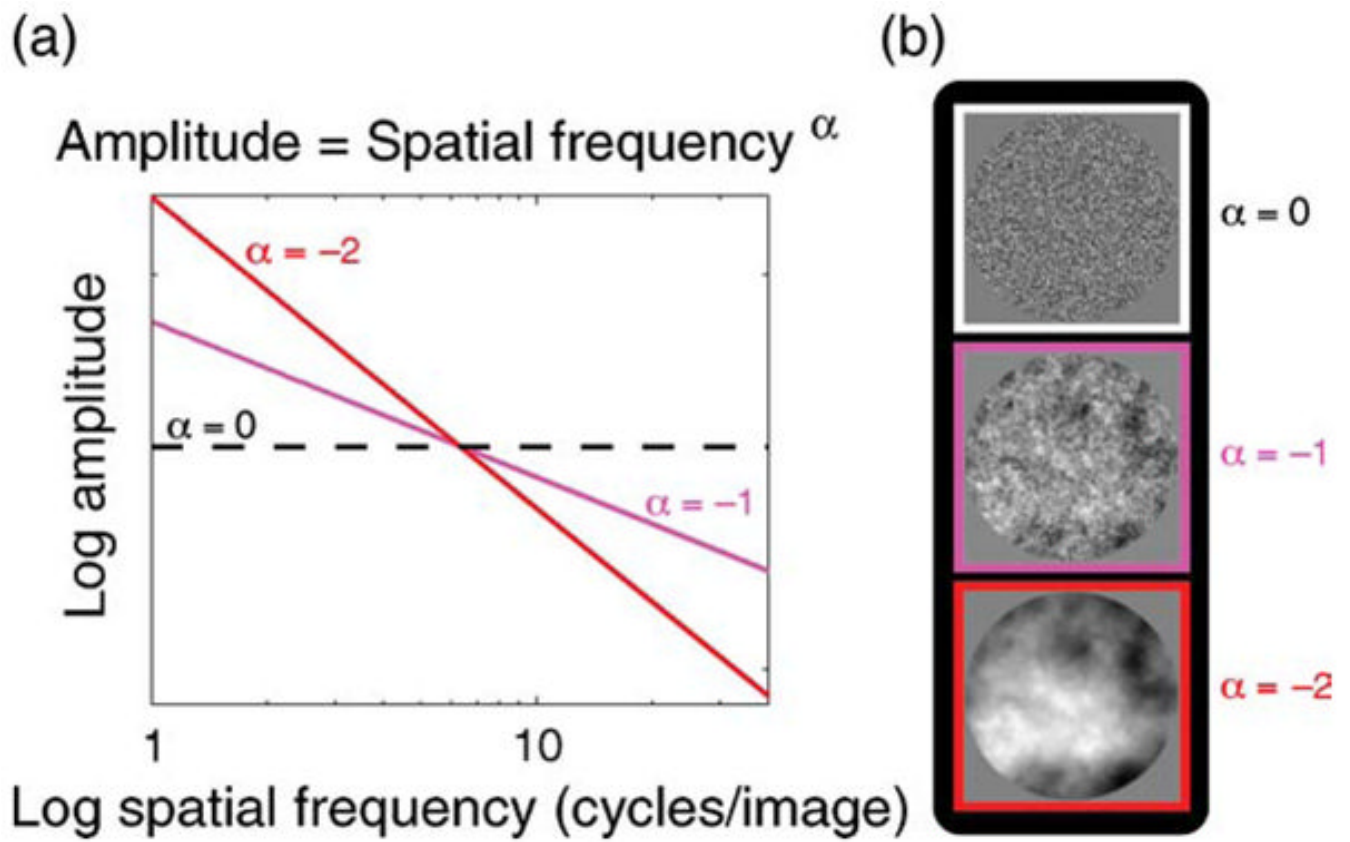 (a)
Amplitude = Spatial frequency α
α = −2
α = 0
α = −1
Log amplitude
1 10
Log spatial frequency (cycles/image)
(b)
α = 0
α = −1
α = −2